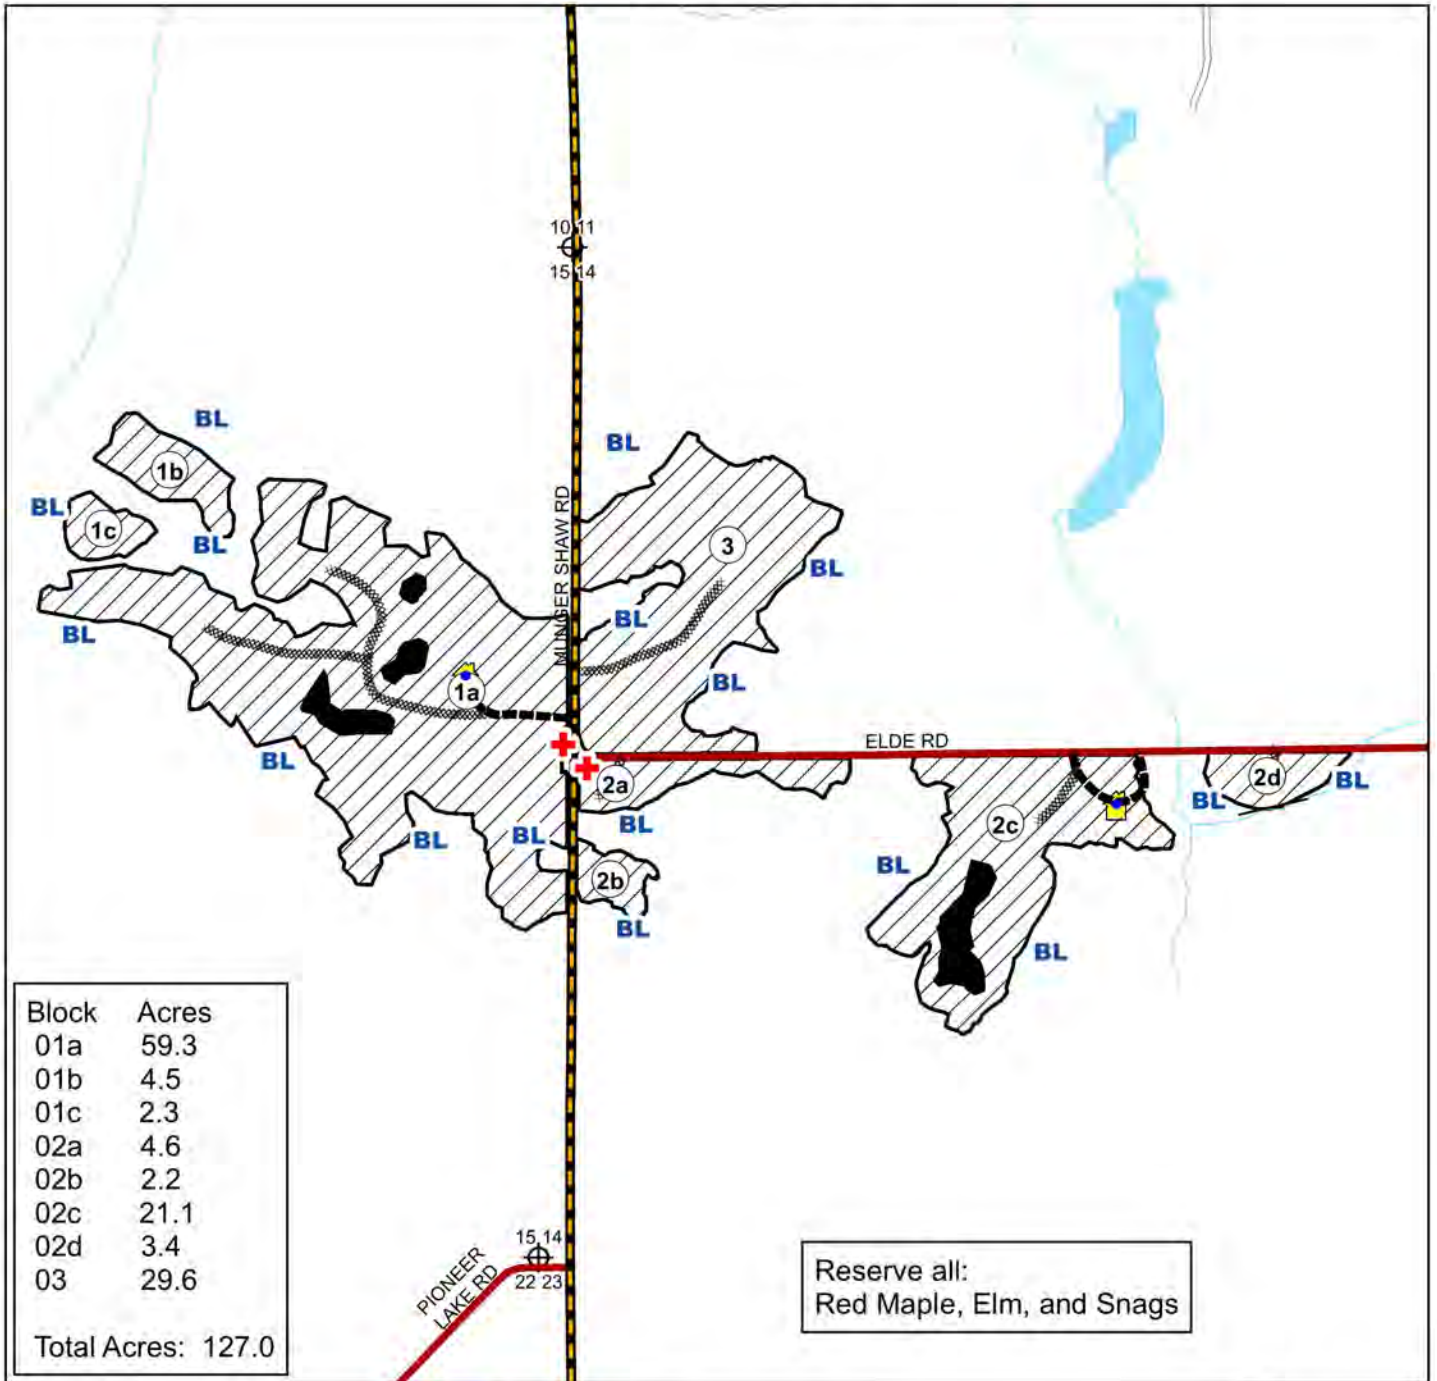 10 11
15 14
BL
BL
1b
BL
1c
MUNGER SHAW RD
3
BL
BL
BL
BL
BL
1a
ELDE RD
BL
2a
2d
BL
BL
BL
2c
BL
BL
BL
2b
BL
BL
Block Acres
01a 59.3
01b 4.5
01c 2.3
02a 4.6
02b 2.2
02c 21.1
02d 3.4
03 29.6
Total Acres: 127.0
15 14
22 23
PIONEER
LAKE RD
Reserve all:
Red Maple, Elm, and Snags